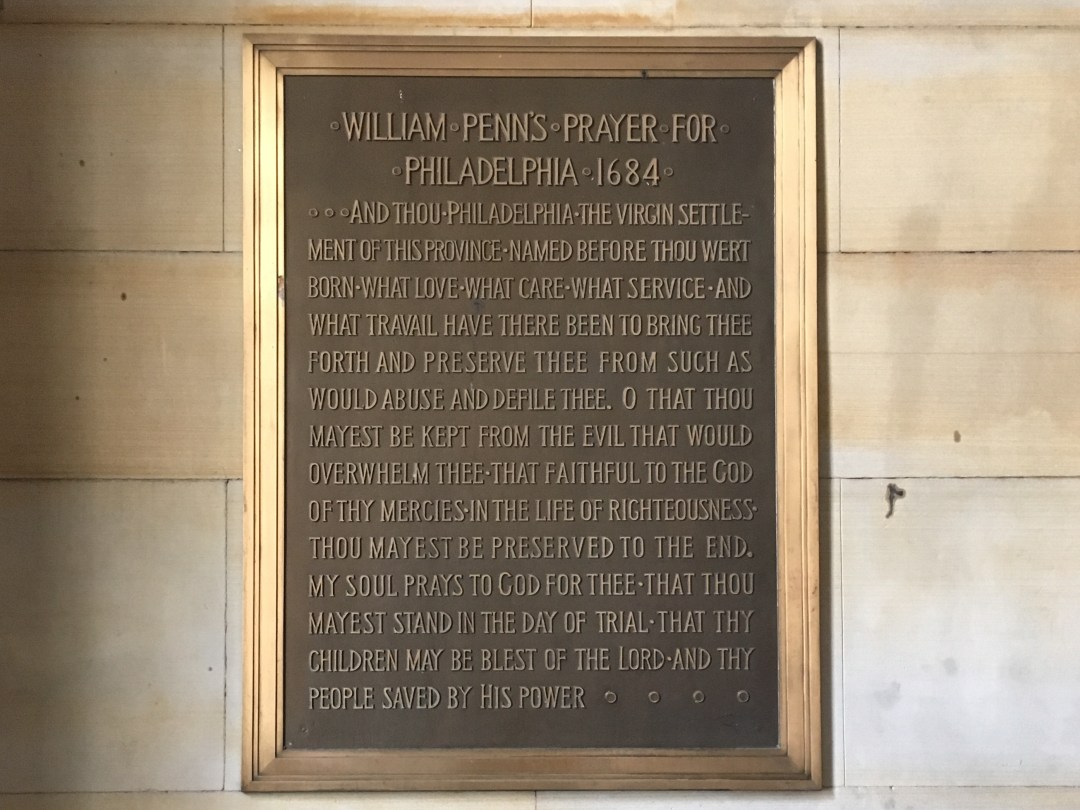 ∘WILLIAM∘PENN'S∘PRAYER∘FOR∘
∘PHILADELPHIA∘1684∘
∘∘∘AND THOU·PHILADELPHIA·THE VIRGIN SETTLE-
MENT OF THIS PROVINCE·NAMED BEFORE THOU WERT
BORN·WHAT LOVE·WHAT CARE·WHAT SERVICE·AND
WHAT TRAVAIL HAVE THERE BEEN TO BRING THEE
FORTH AND PRESERVE THEE FROM SUCH AS
WOULD ABUSE AND DEFILE THEE. O THAT THOU
MAYEST BE KEPT FROM THE EVIL THAT WOULD
OVERWHELM THEE·THAT FAITHFUL TO THE GOD
OF THY MERCIES·IN THE LIFE OF RIGHTEOUSNESS·
THOU MAYEST BE PRESERVED TO THE END.
MY SOUL PRAYS TO GOD FOR THEE·THAT THOU
MAYEST STAND IN THE DAY OF TRIAL·THAT THY
CHILDREN MAY BE BLEST OF THE LORD·AND THY
PEOPLE SAVED BY HIS POWER ∘ ∘ ∘ ∘